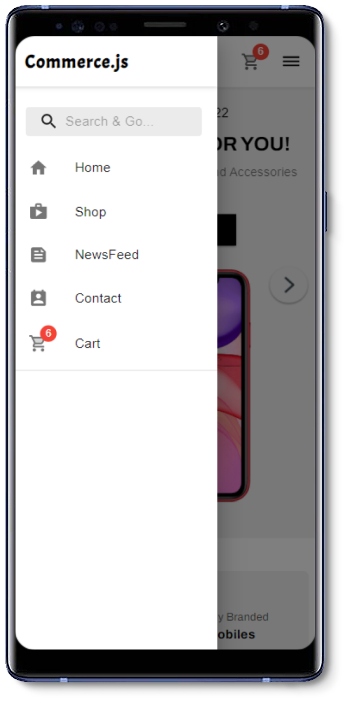 Commerce.js
6
22
OR YOU!
d Accessories
Search & Go...
Home
Shop
NewsFeed
Contact
6
Cart
y Branded
obiles